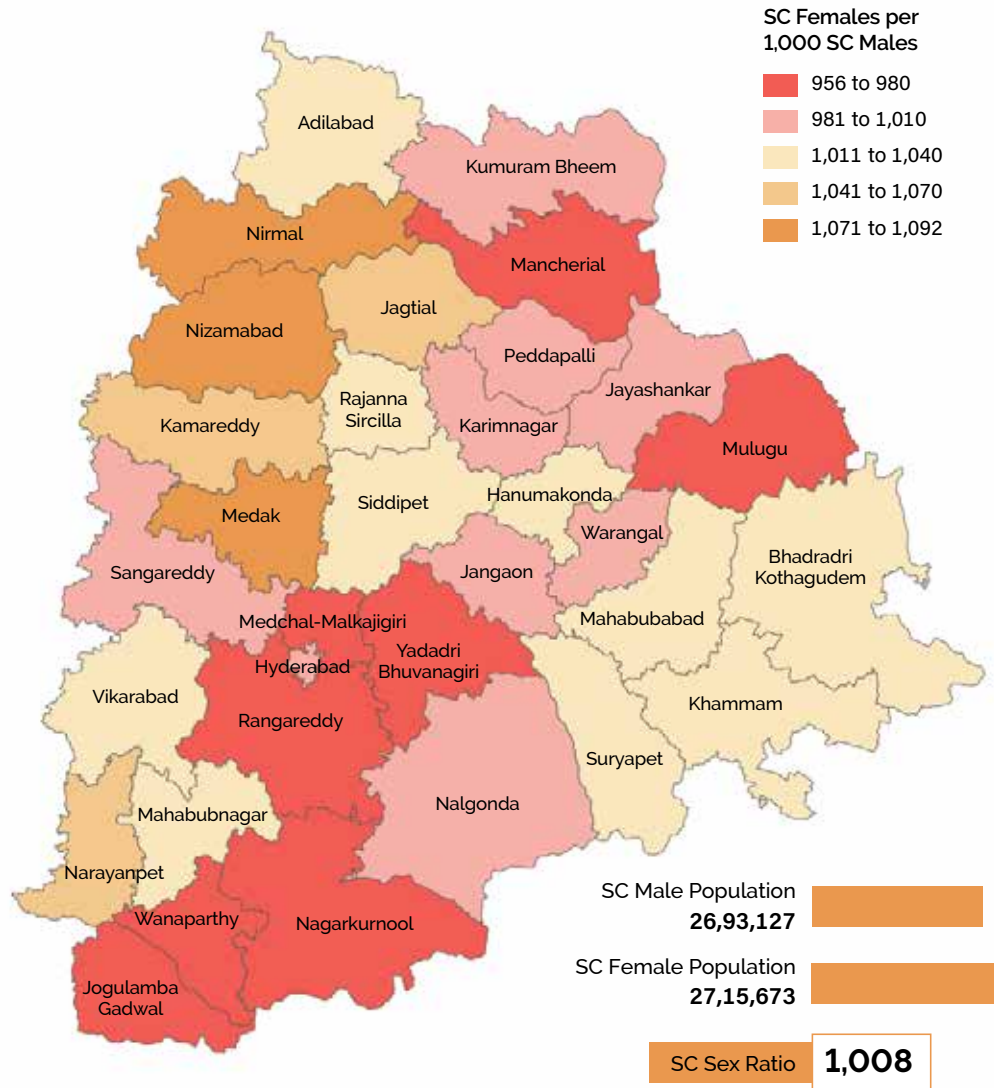 SC Females per
1,000 SC Males
956 to 980
981 to 1,010
1,011 to 1,040
1,041 to 1,070
1,071 to 1,092
Adilabad
Kumuram Bheem
Nirmal
Mancherial
Jagtial
Nizamabad
Peddapalli
Jayashankar
Rajanna
Sircilla
Karimnagar
Kamareddy
Mulugu
Siddipet
Hanumakonda
Medak
Warangal
Bhadradri
Kothagudem
Sangareddy
Jangaon
Mahabubabad
Medchal-Malkajigiri
Yadadri
Bhuvanagiri
Hyderabad
Vikarabad
Khammam
Rangareddy
Suryapet
Nalgonda
Mahabubnagar
Narayanpet
Wanaparthy
Nagarkurnool
Jogulamba
Gadwal
SC Male Population
26,93,127
SC Female Population
27,15,673
SC Sex Ratio 1,008